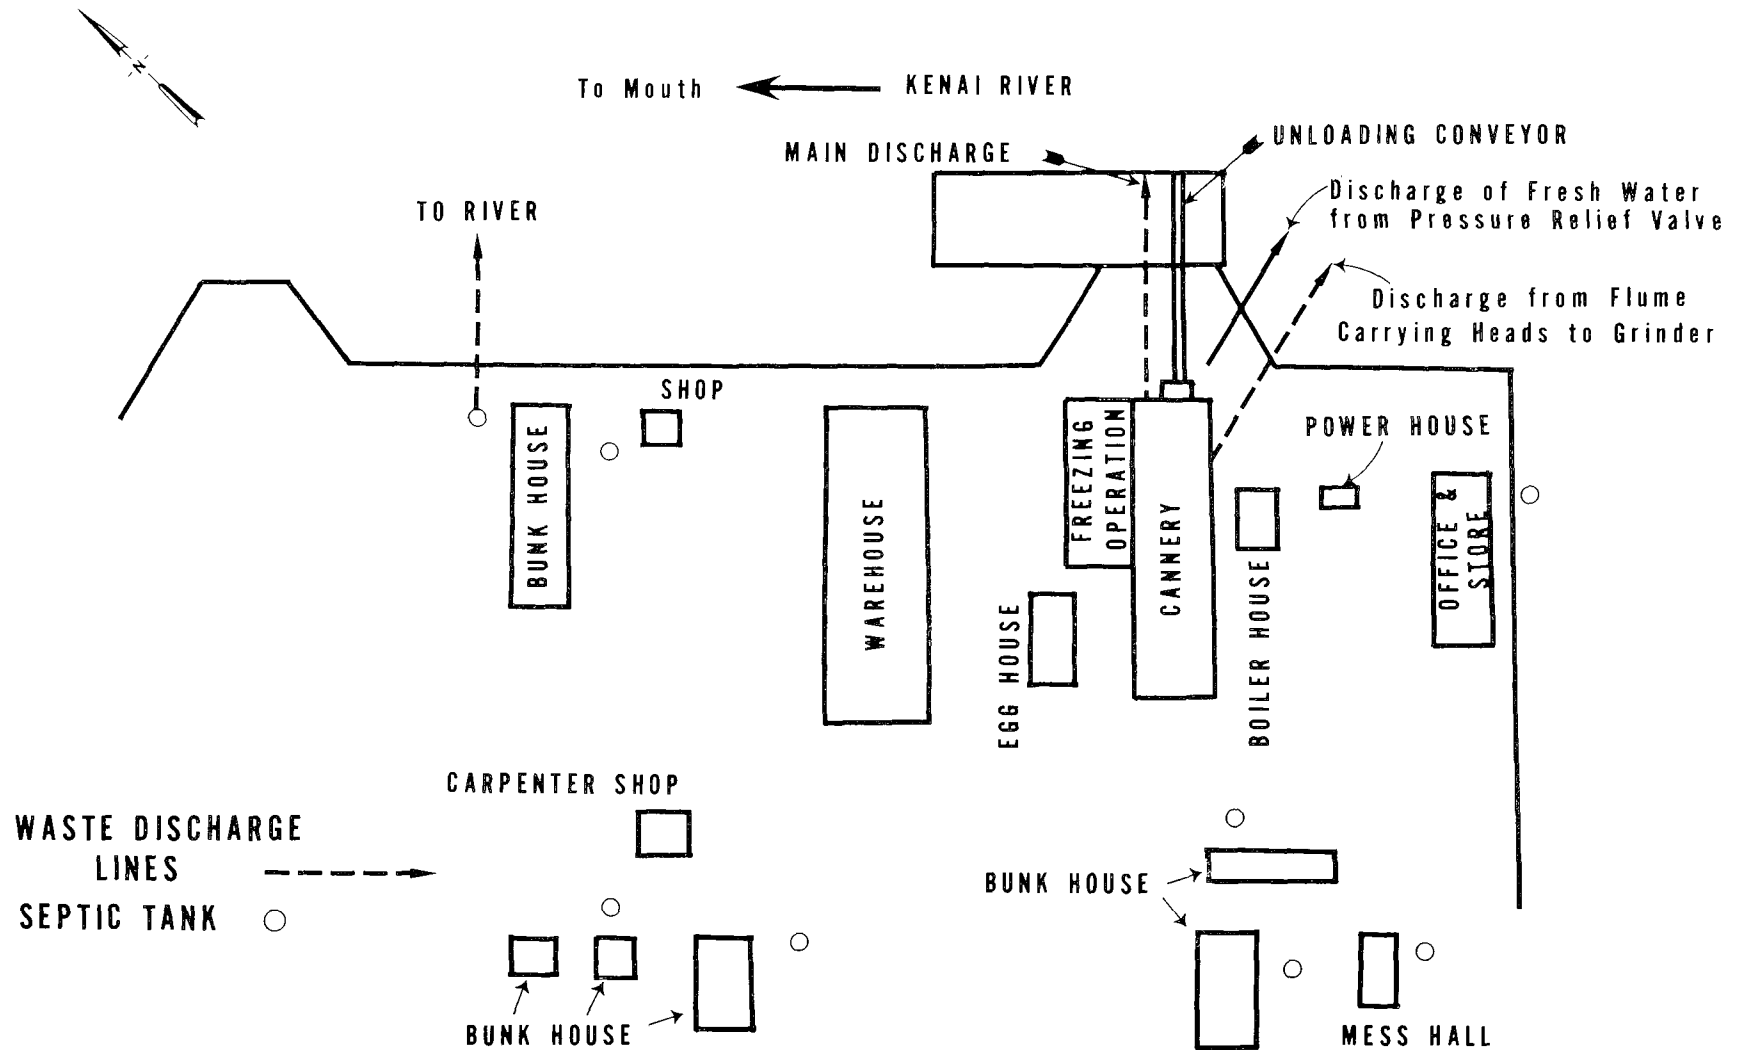 N
To Mouth
KENAI RIVER
MAIN DISCHARGE
UNLOADING CONVEYOR
TO RIVER
Discharge of Fresh Water
from Pressure Relief Valve
Discharge from Flume
Carrying Heads to Grinder
SHOP
POWER HOUSE
BUNK HOUSE
WAREHOUSE
FREEZING
OPERATION
CANNERY
OFFICE &
STORE
EGG HOUSE
BOILER HOUSE
CARPENTER SHOP
WASTE DISCHARGE
LINES
SEPTIC TANK
BUNK HOUSE
BUNK HOUSE
MESS HALL